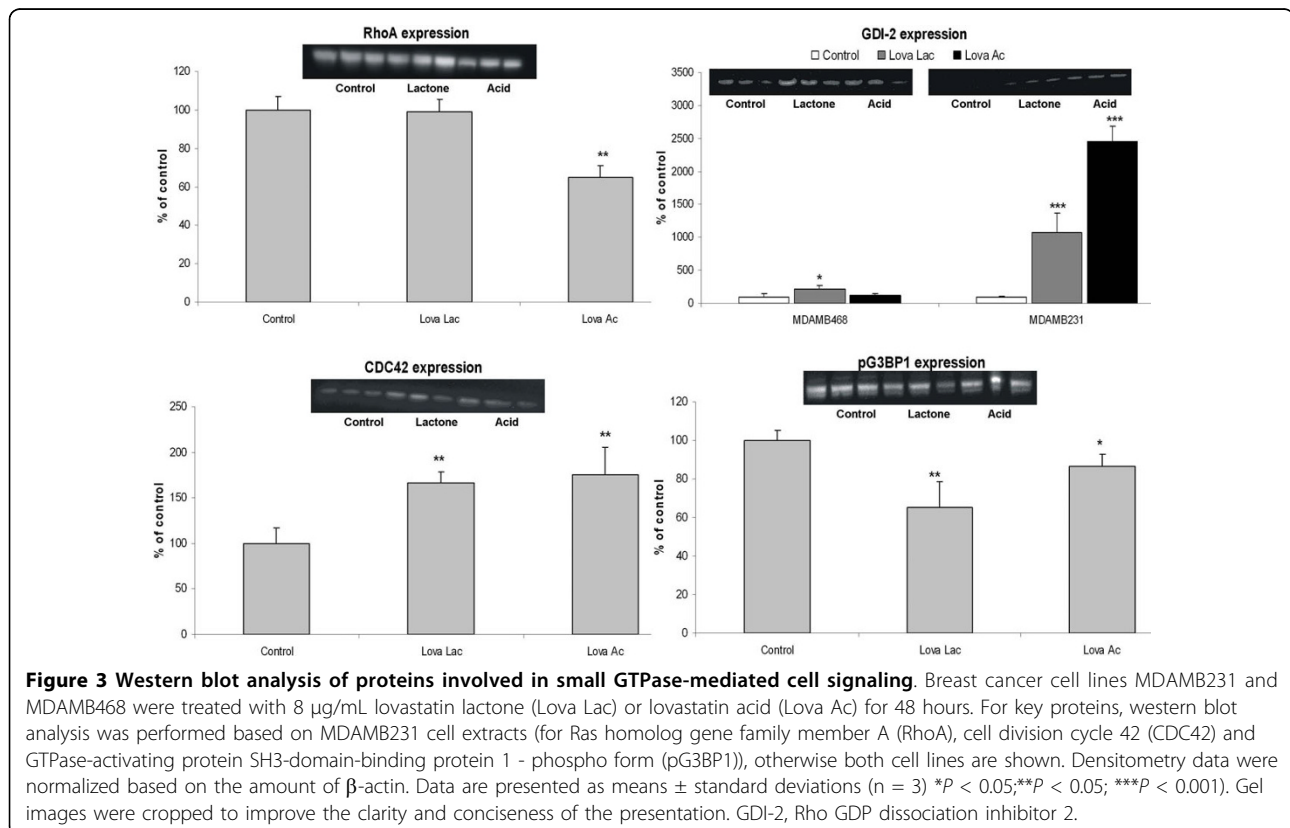 RhoA expression
Control Lactone Acid
120
100
80
60
40
20
0
% of control
**
Control Lova Lac Lova Ac
GDI-2 expression
Control Lova Lac Lova Ac
3500
3000
2500
2000
1500
1000
500
0
% of control
Control Lactone Acid
Control Lactone Acid
*
***
***
MDAMB468 MDAMB231
CDC42 expression
Control Lactone Acid
250
200
150
100
50
0
% of control
**
**
Control Lova Lac Lova Ac
pG3BP1 expression
Control Lactone Acid
120
100
80
60
40
20
0
% of control
**
*
Control Lova Lac Lova Ac
Figure 3 Western blot analysis of proteins involved in small GTPase-mediated cell signaling. Breast cancer cell lines MDAMB231 and
MDAMB468 were treated with 8 μg/mL lovastatin lactone (Lova Lac) or lovastatin acid (Lova Ac) for 48 hours. For key proteins, western blot
analysis was performed based on MDAMB231 cell extracts (for Ras homolog gene family member A (RhoA), cell division cycle 42 (CDC42) and
GTPase-activating protein SH3-domain-binding protein 1 - phospho form (pG3BP1)), otherwise both cell lines are shown. Densitometry data were
normalized based on the amount of β-actin. Data are presented as means ± standard deviations (n = 3) *P < 0.05;**P < 0.05; ***P < 0.001). Gel
images were cropped to improve the clarity and conciseness of the presentation. GDI-2, Rho GDP dissociation inhibitor 2.